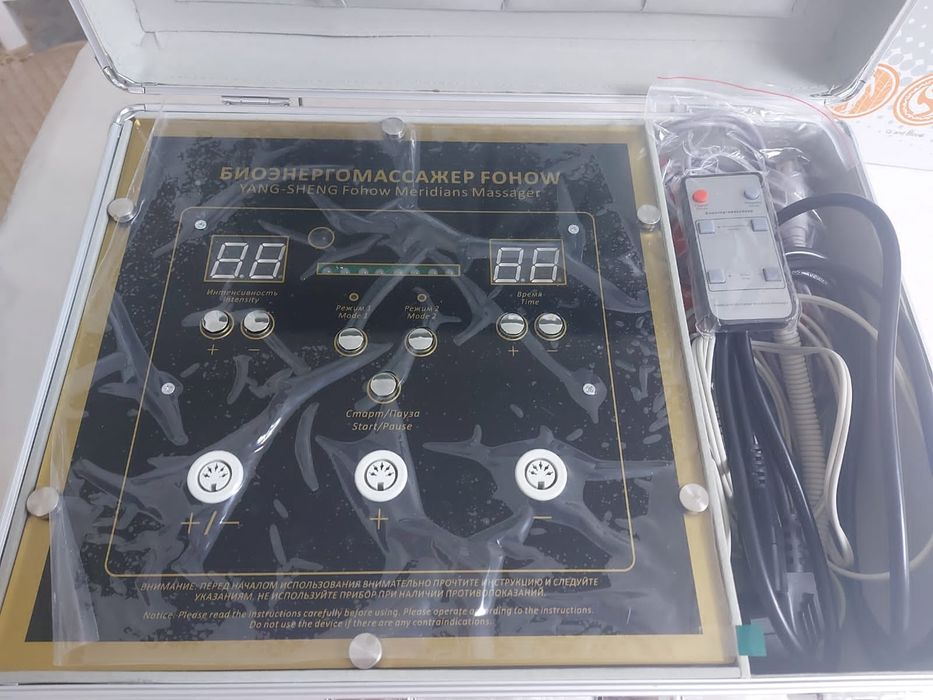 БИОЭНЕРГОМАССАЖЕР FOHOW
YANG-SHENG Fohow Meridians Massager
Интенсивность
Intensity
Время
Time
Режим 1
Mode 1
Режим 2
Mode 2
+ −
+ −
Старт/Пауза
Start/Pause
+/− + −
ВНИМАНИЕ. ПЕРЕД НАЧАЛОМ ИСПОЛЬЗОВАНИЯ ВНИМАТЕЛЬНО ПРОЧТИТЕ ИНСТРУКЦИЮ И СЛЕДУЙТЕ
УКАЗАНИЯМ, НЕ ИСПОЛЬЗУЙТЕ ПРИБОР ПРИ НАЛИЧИИ ПРОТИВОПОКАЗАНИЙ.
Notice: Please read the instructions carefully before using. Please operate according to the instructions.
Do not use the device if there are any contraindications.